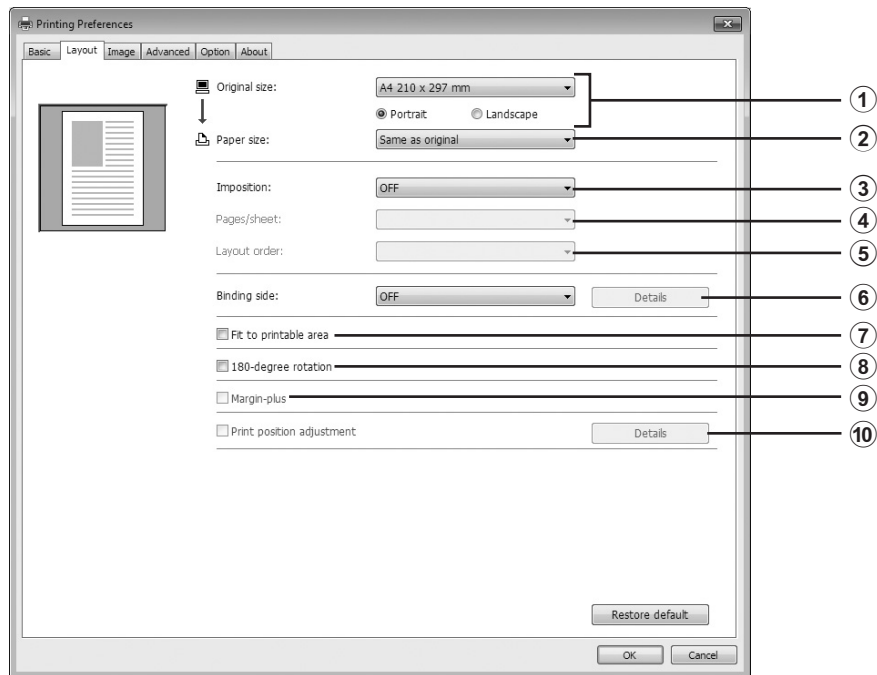 Printing Preferences
Basic Layout Image Advanced Option About
Original size: A4 210 x 297 mm ①
Portrait Landscape
Paper size: Same as original ②
Imposition: OFF ③
Pages/sheet: ④
Layout order: ⑤
Binding side: OFF Details ⑥
Fit to printable area ⑦
180-degree rotation ⑧
Margin-plus ⑨
Print position adjustment Details ⑩
Restore default
OK Cancel